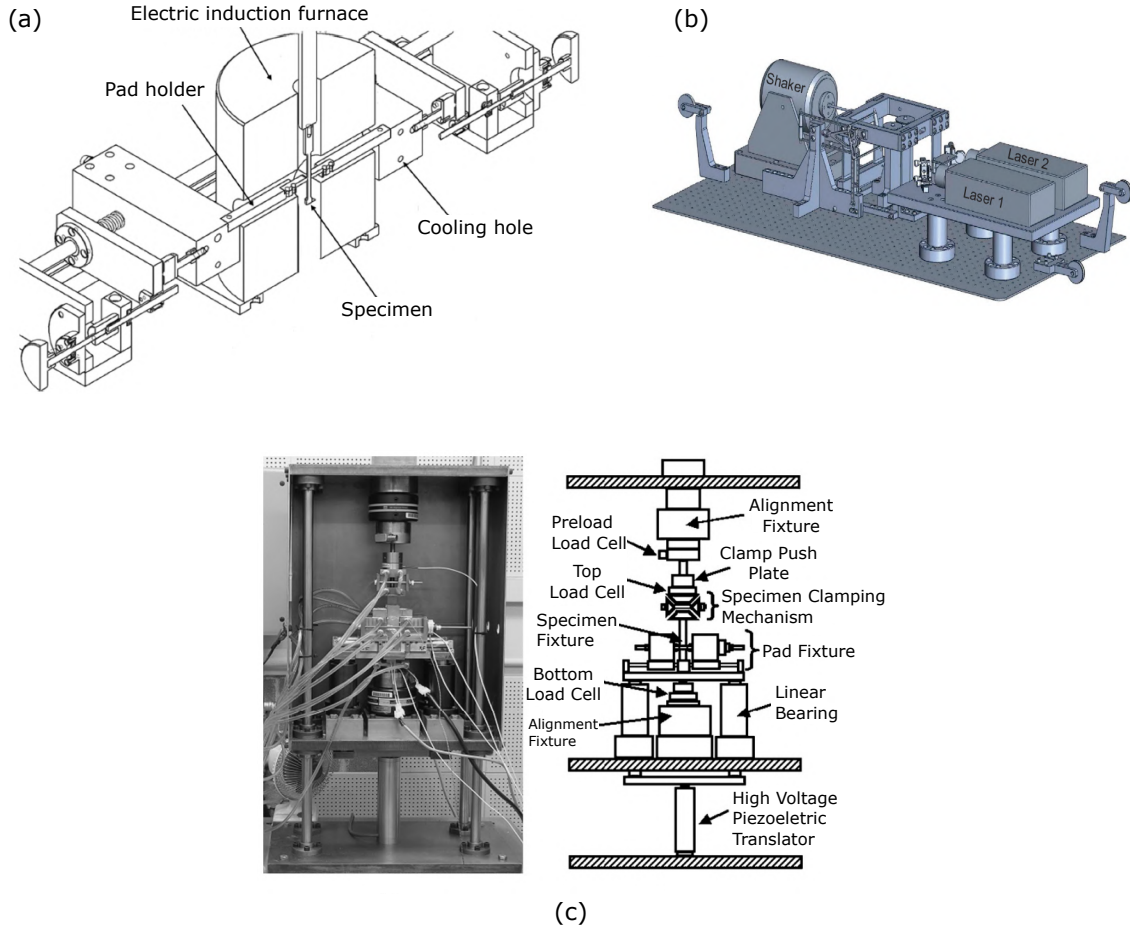 (a)
Electric induction furnace
Pad holder
Cooling hole
Specimen
(b)
Shaker
Laser 2
Laser 1
Alignment
Fixture
Preload
Load Cell
Clamp Push
Plate
Top
Load Cell
Specimen Clamping
Mechanism
Specimen
Fixture
Pad Fixture
Bottom
Load Cell
Linear
Bearing
Alignment
Fixture
High Voltage
Piezoeletric
Translator
(c)